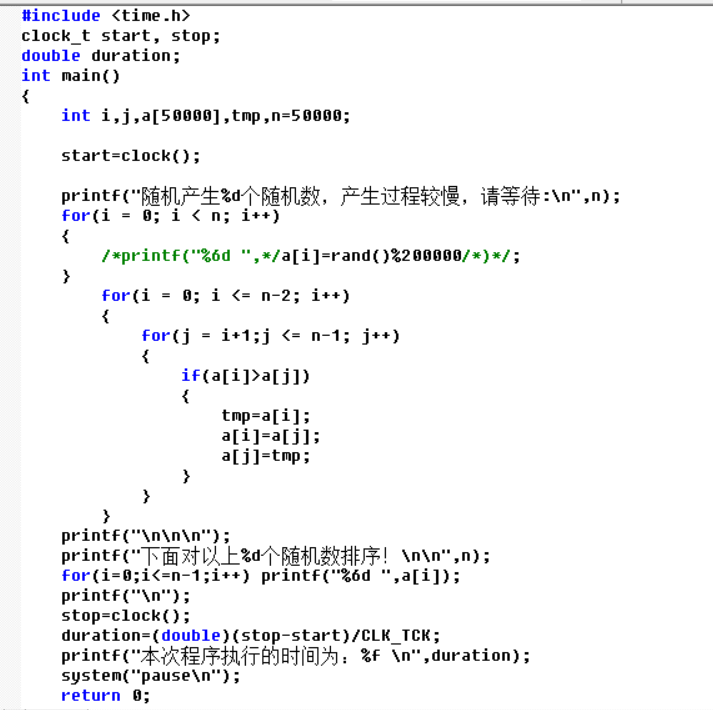 #include <time.h>
clock_t start, stop;
double duration;
int main()
{
    int i,j,a[50000],tmp,n=50000;

    start=clock();

    printf("随机产生%d个随机数，产生过程较慢，请等待:\n",n);
    for(i = 0; i < n; i++)
    {
        /*printf("%6d ",*/a[i]=rand()%200000/*)*/;
    }
        for(i = 0; i <= n-2; i++)
        {
            for(j = i+1;j <= n-1; j++)
            {
                if(a[i]>a[j])
                {
                    tmp=a[i];
                    a[i]=a[j];
                    a[j]=tmp;
                }
            }
        }
    printf("\n\n\n");
    printf("下面对以上%d个随机数排序！\n\n",n);
    for(i=0;i<=n-1;i++) printf("%6d ",a[i]);
    printf("\n");
    stop=clock();
    duration=(double)(stop-start)/CLK_TCK;
    printf("本次程序执行的时间为：%f \n",duration);
    system("pause\n");
    return 0;